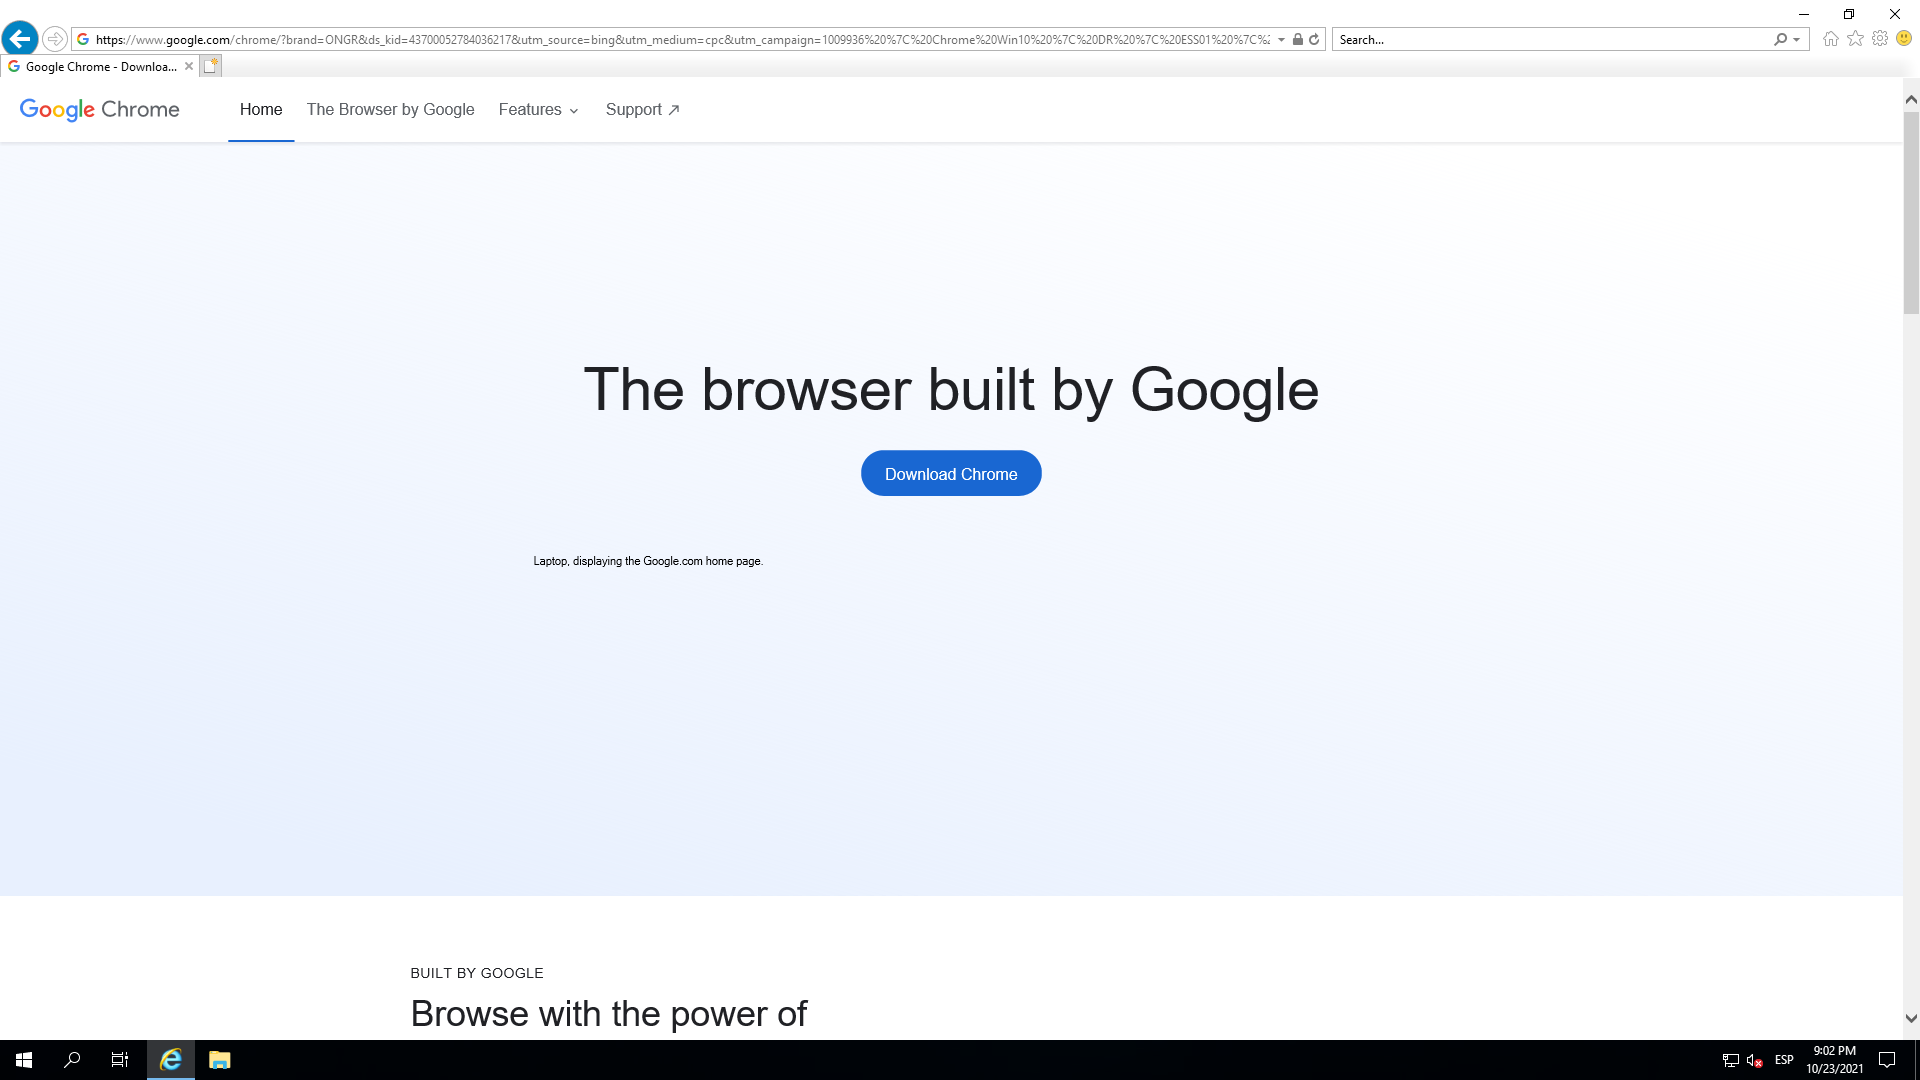 https://www.google.com/chrome/?brand=ONGR&ds_kid=43700052784036217&utm_source=bing&utm_medium=cpc&utm_campaign=1009936%20%7C%20Chrome%20Win10%20%7C%20DR%20%7C%20ESS01%20%7C%2
Search...
Google Chrome - Downloa...
Google Chrome
Home
The Browser by Google
Features
Support
The browser built by Google
Download Chrome
Laptop, displaying the Google.com home page.
BUILT BY GOOGLE
Browse with the power of
ESP
9:02 PM
10/23/2021